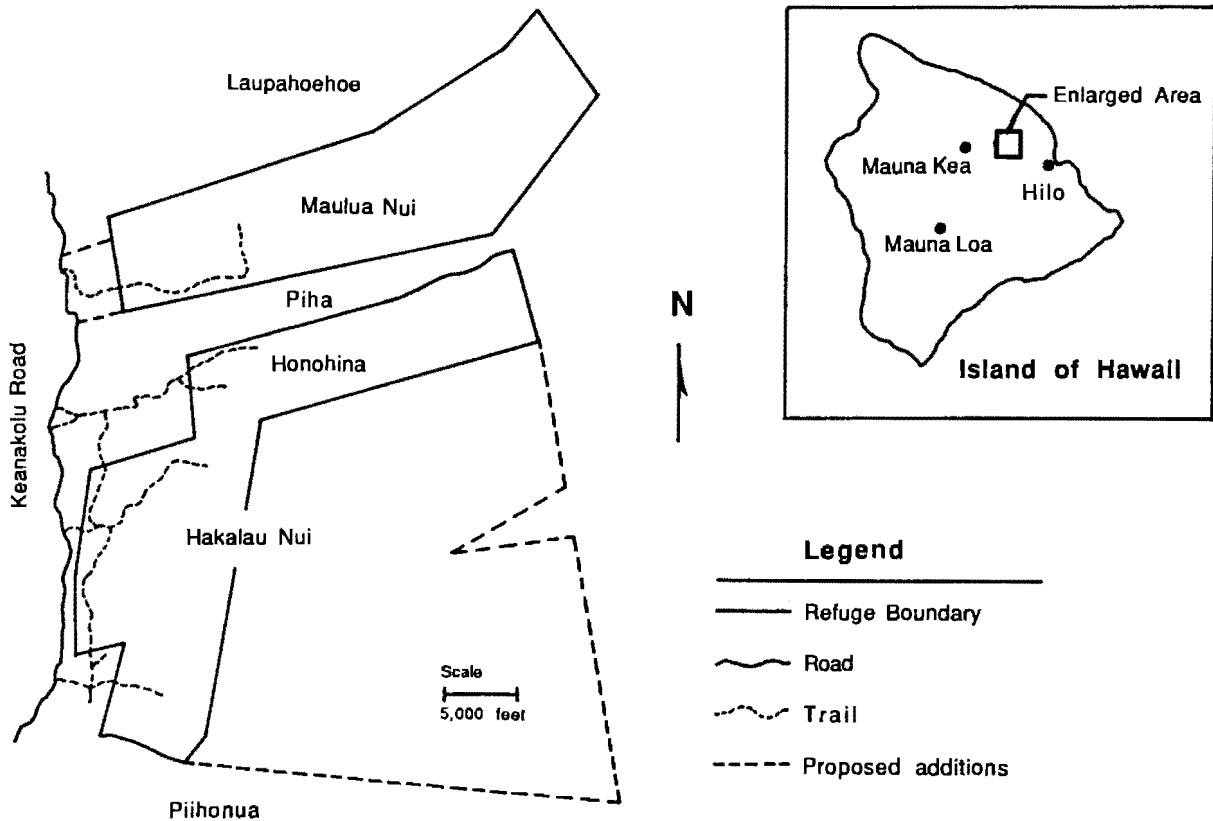 Laupahoehoe
Maulua Nui
Piha
Honohina
Keanakolu Road
Hakalau Nui
Scale
5,000 feet
Piihonua
N
Enlarged Area
Mauna Kea
Hilo
Mauna Loa
Island of Hawaii
Legend
Refuge Boundary
Road
Trail
Proposed additions